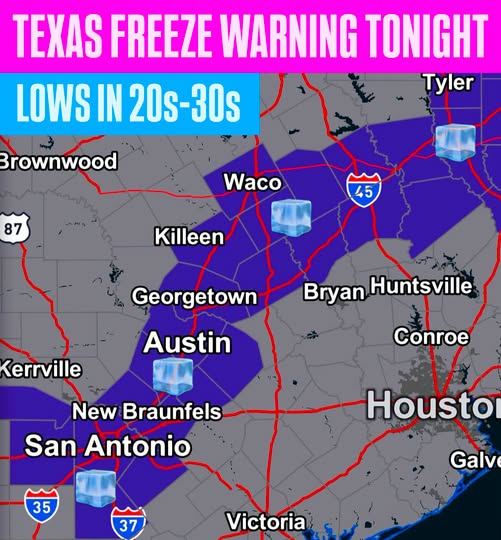 TEXAS FREEZE WARNING TONIGHT
LOWS IN 20s-30s
Tyler
Brownwood
Waco
45
87
Killeen
Georgetown
Bryan
Huntsville
Austin
Conroe
Kerrville
New Braunfels
Housto
San Antonio
Galve
35
37
Victoria